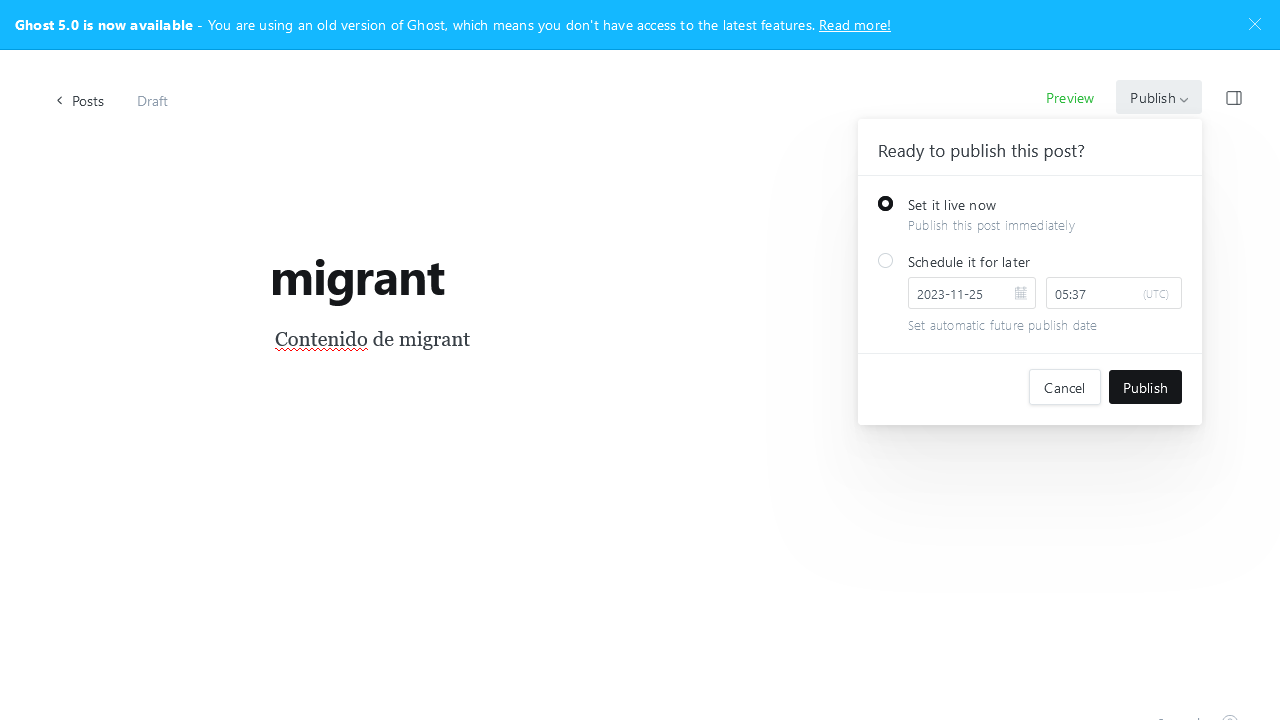 Ghost 5.0 is now available - You are using an old version of Ghost, which means you don't have access to the latest features. Read more!
Posts
Draft
Preview
Publish
Ready to publish this post?
Set it live now
Publish this post immediately
Schedule it for later
2023-11-25
05:37
(UTC)
Set automatic future publish date
Cancel
Publish
migrant
Contenido de migrant